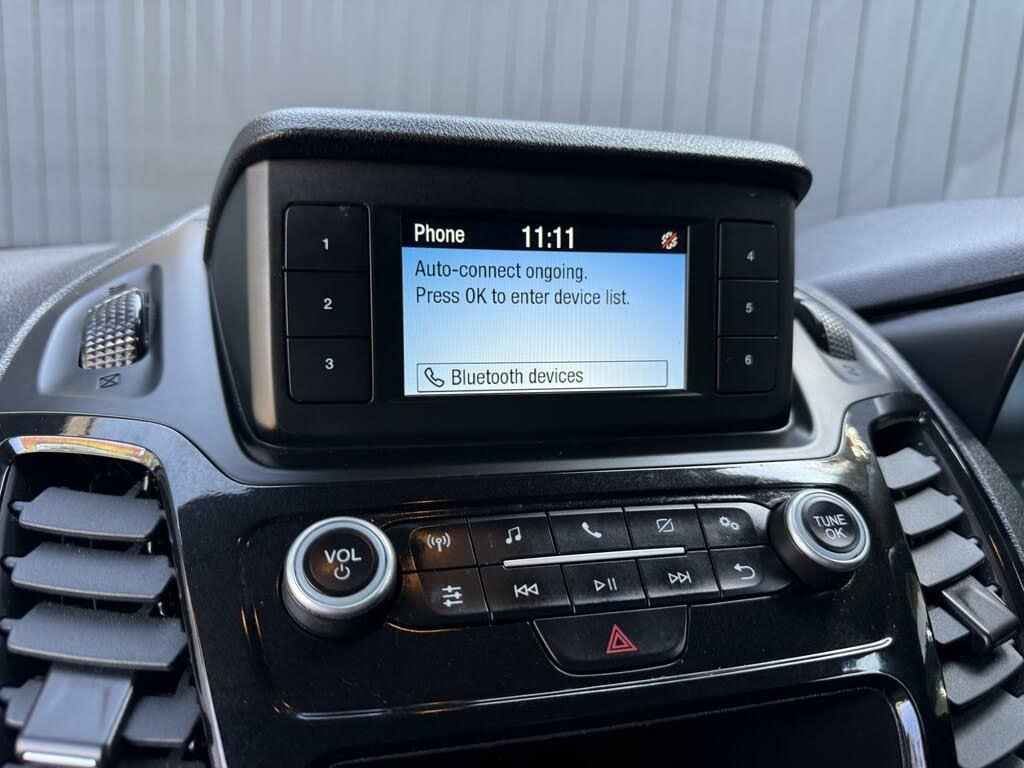 Phone 11:11
Auto-connect ongoing.
Press OK to enter device list.
Bluetooth devices
1
2
3
4
5
6
VOL
TUNE
OK